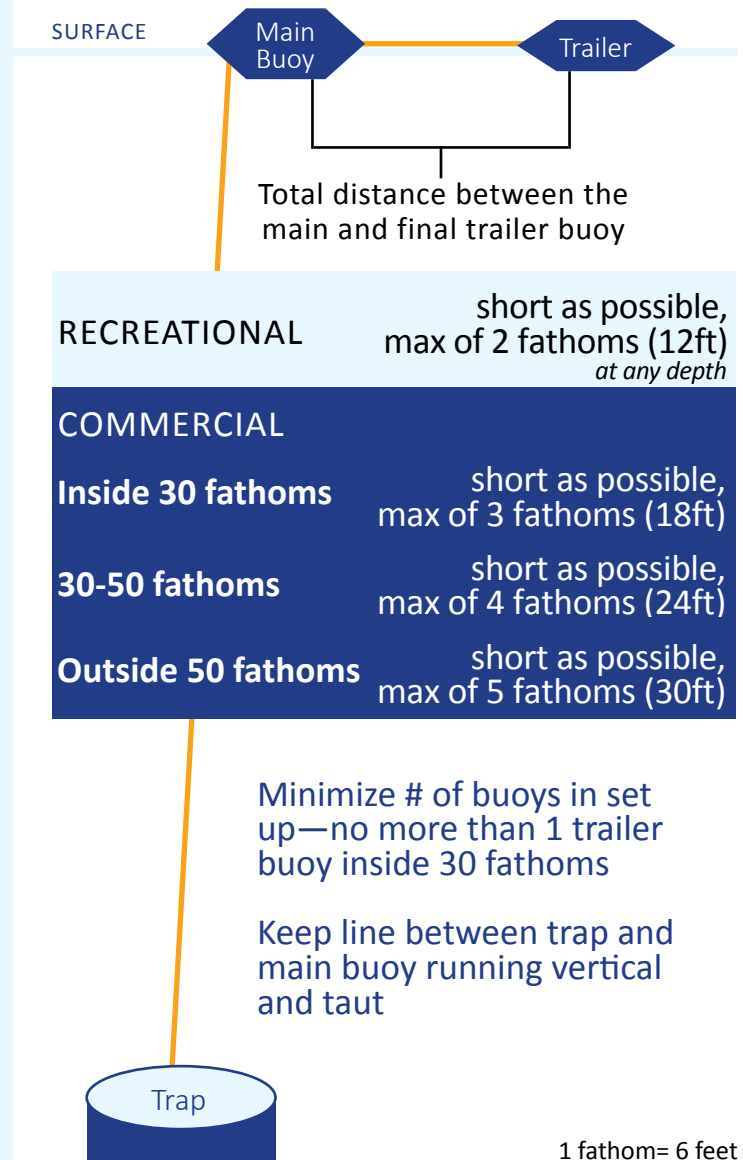 SURFACE
Main
Buoy
Trailer
Total distance between the
main and final trailer buoy
RECREATIONAL
short as possible,
max of 2 fathoms (12ft)
at any depth
COMMERCIAL
Inside 30 fathoms
short as possible,
max of 3 fathoms (18ft)
30-50 fathoms
short as possible,
max of 4 fathoms (24ft)
Outside 50 fathoms
short as possible,
max of 5 fathoms (30ft)
Minimize # of buoys in set
up—no more than 1 trailer
buoy inside 30 fathoms
Keep line between trap and
main buoy running vertical
and taut
Trap
1 fathom= 6 feet